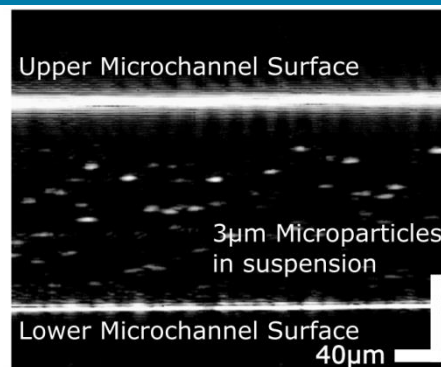 Upper Microchannel Surface
3µm Microparticles
in suspension
Lower Microchannel Surface
40µm